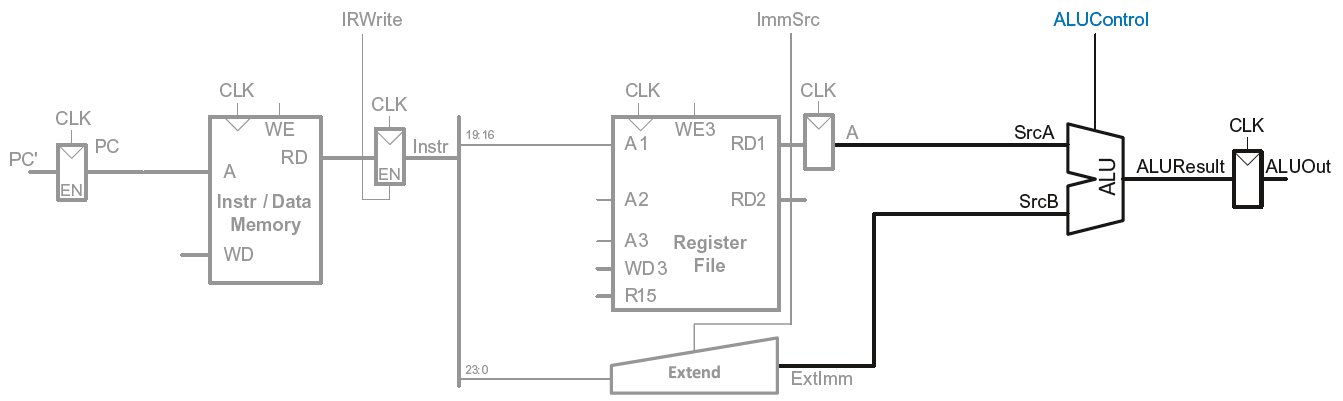 IRWrite
ImmSrc
ALUControl
CLK
CLK
CLK
CLK
CLK
CLK
PC'
PC
EN
WE
RD
A
Instr / Data
Memory
WD
EN
Instr
19:16
A1
WE3
RD1
A2
RD2
A3
Register
File
WD3
R15
A
SrcA
SrcB
ALU
ALUResult
ALUOut
23:0
Extend
ExtImm